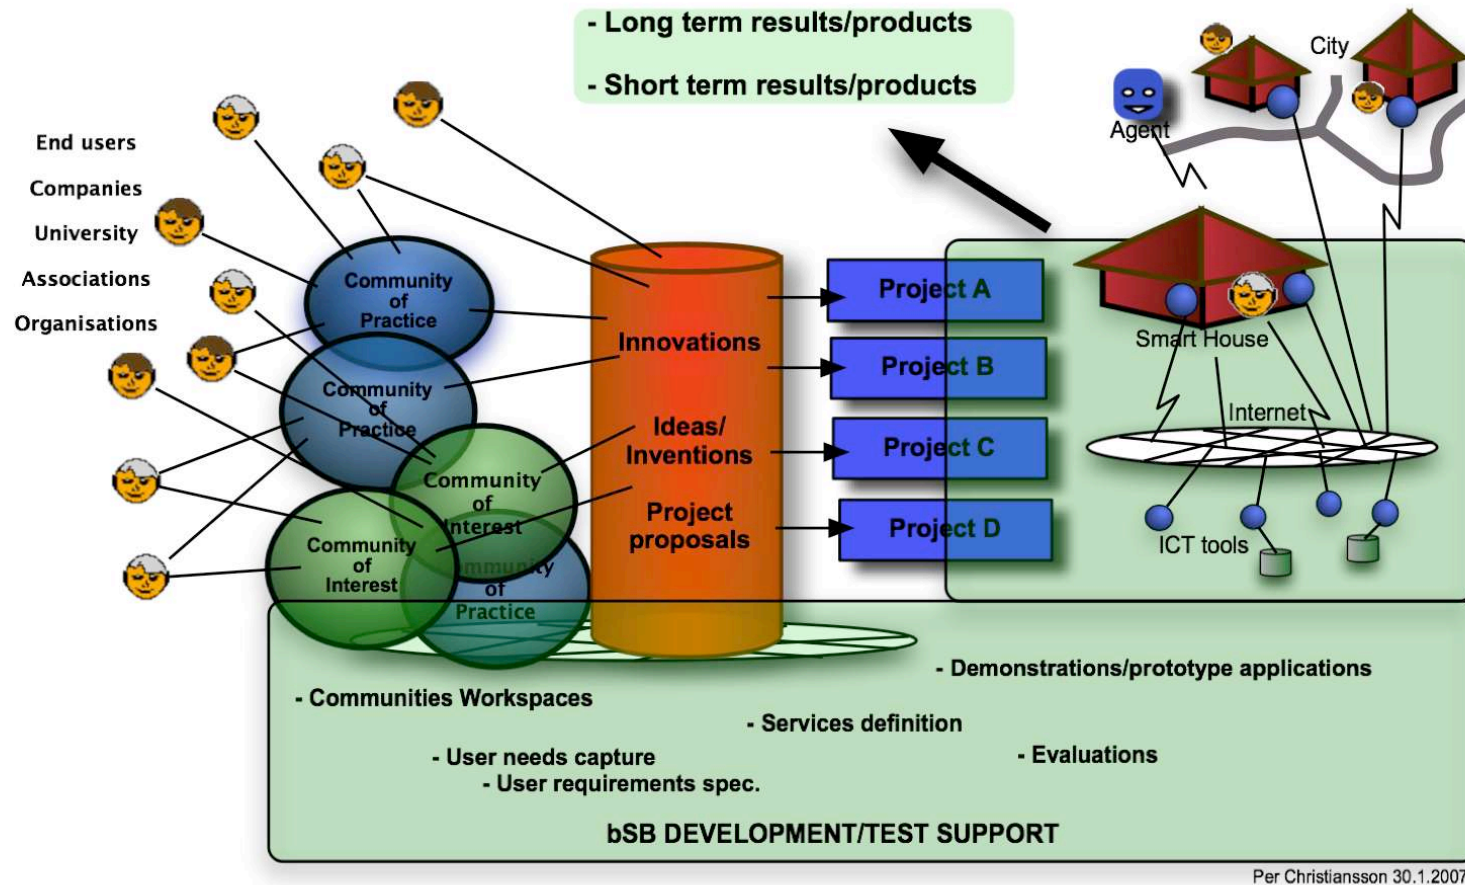 - Long term results/products
- Short term results/products
City
Agent
End users
Companies
University
Associations
Organisations
Community
of
Practice
Community
of
Practice
Community
of
Interest
Community
of
Interest
Community
of
Practice
Innovations
Ideas/
Inventions
Project
proposals
Project A
Project B
Project C
Project D
Smart House
Internet
ICT tools
- Communities Workspaces
- Demonstrations/prototype applications
- Services definition
- User needs capture
- Evaluations
- User requirements spec.
bSB DEVELOPMENT/TEST SUPPORT
Per Christiansson 30.1.2007